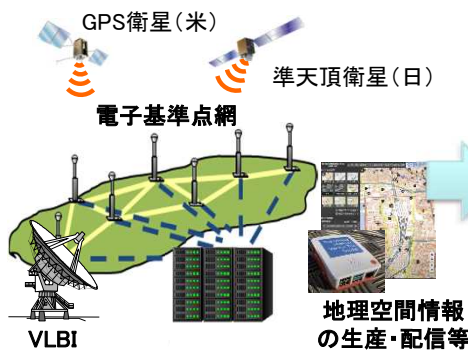 GPS衛星（米）
準天頂衛星（日）
電子基準点網
VLBI
地理空間情報
の生産・配信等